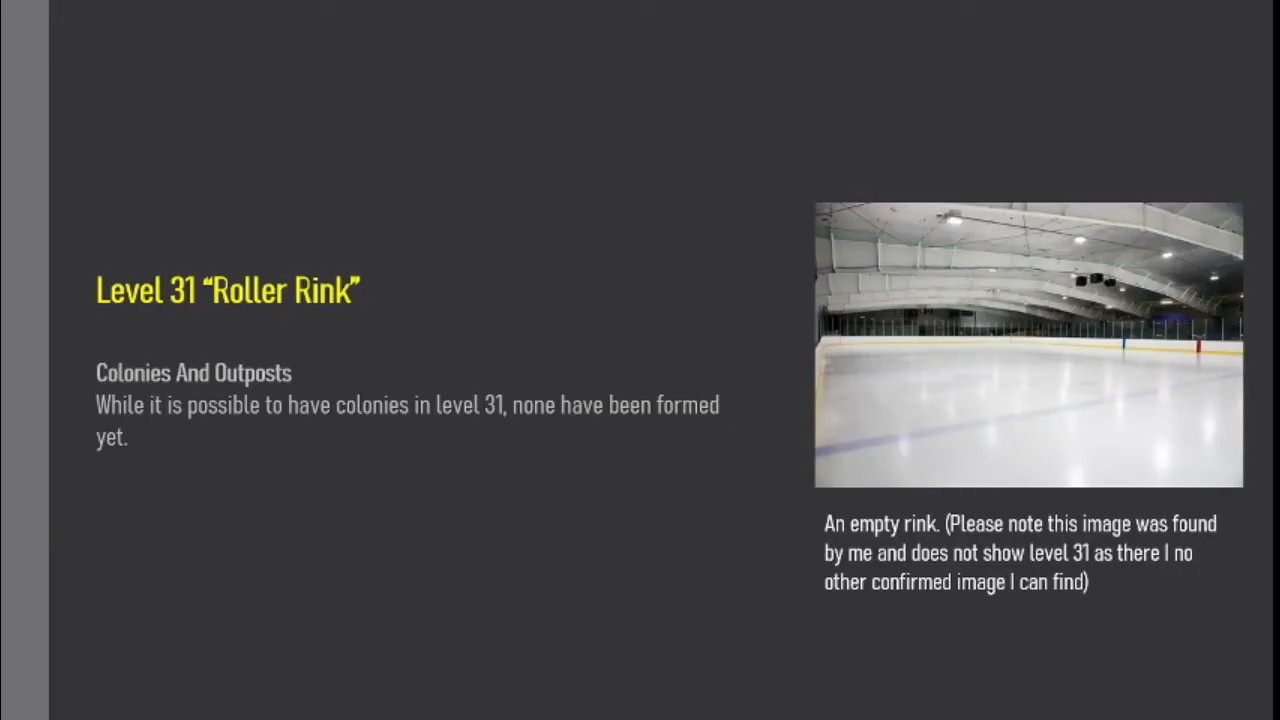 Level 31 “Roller Rink”
Colonies And Outposts
While it is possible to have colonies in level 31, none have been formed
yet.
An empty rink. (Please note this image was found
by me and does not show level 31 as there I no
other confirmed image I can find)